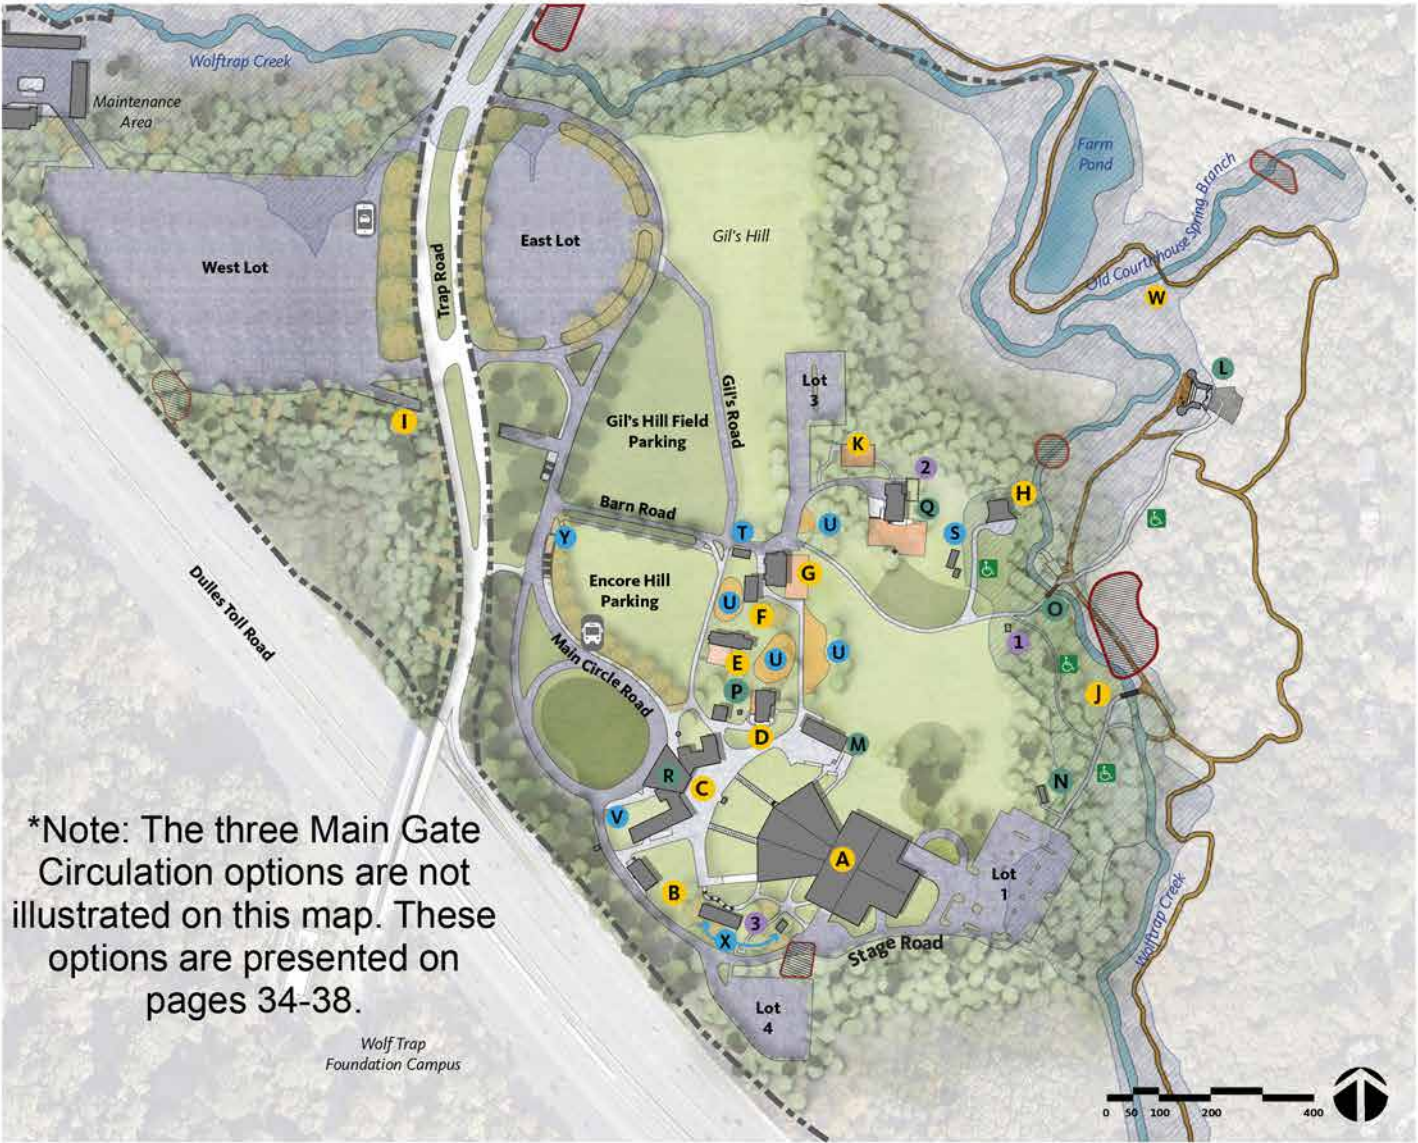 Wolftrap Creek
Maintenance
Area
Farm
Pond
Old Courthouse Spring Branch
West Lot
Trap Road
East Lot
Gil's Hill
W
L
Lot
3
I
Gil's Hill Field
Parking
Gil's Road
K
2
H
Q
Barn Road
Y
T
U
S
Encore Hill
Parking
G
U
F
O
1
Dulles Toll Road
Main Circle Road
E
U
U
J
P
D
M
R
C
N
V
A
Lot
1
*Note: The three Main Gate
Circulation options are not
illustrated on this map. These
options are presented on
pages 34-38.
B
3
X
Stage Road
Wolftrap Creek
Lot
4
Wolf Trap
Foundation Campus
0 50 100 200 400